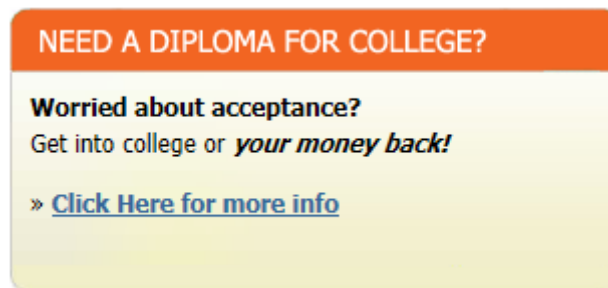 NEED A DIPLOMA FOR COLLEGE?
Worried about acceptance?
Get into college or your money back!
» Click Here for more info